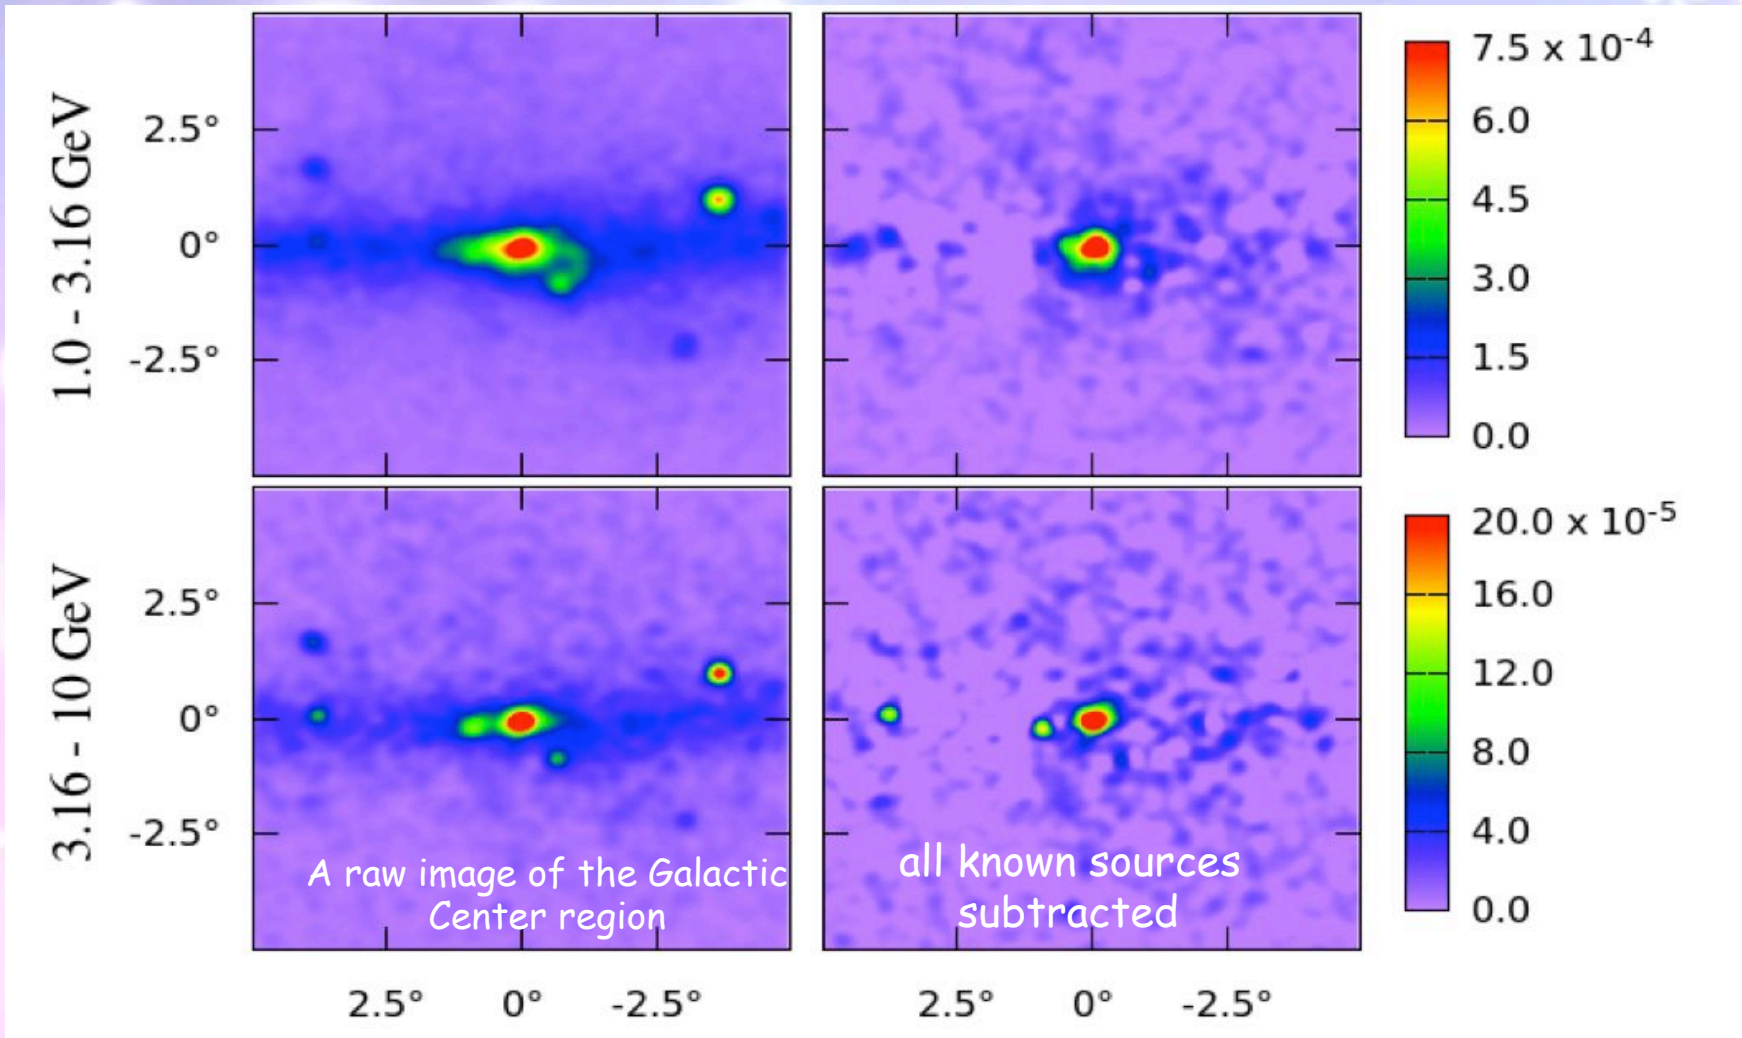 1.0 - 3.16 GeV
2.5°
0°
-2.5°
7.5 x 10⁻⁴
6.0
4.5
3.0
1.5
0.0
3.16 - 10 GeV
2.5°
0°
-2.5°
A raw image of the Galactic
Center region
all known sources
subtracted
20.0 x 10⁻⁵
16.0
12.0
8.0
4.0
0.0
2.5° 0° -2.5°
2.5° 0° -2.5°